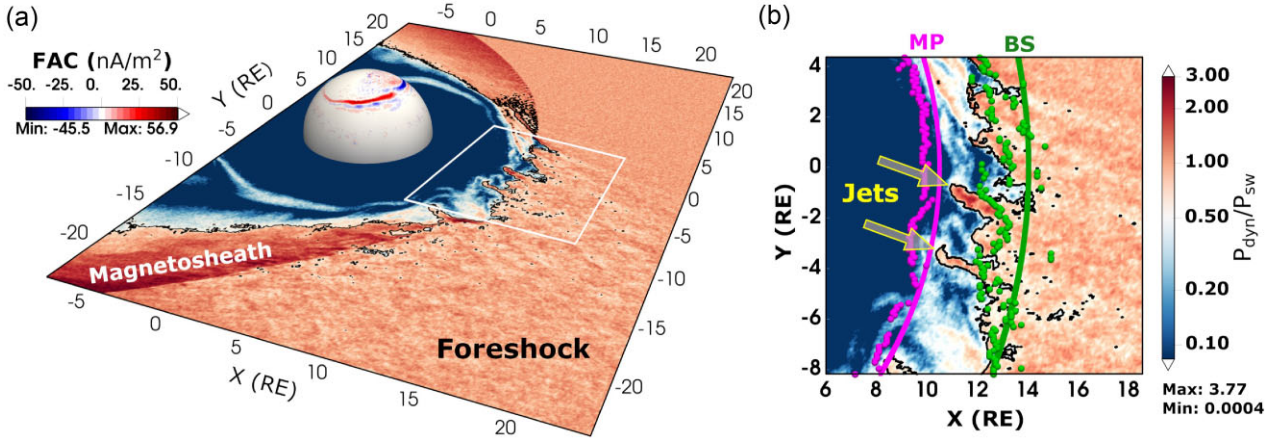 (a)
FAC (nA/m²)
-50. -25. 0. 25. 50.
Min: -45.5 Max: 56.9
-5 0 5 10 15 20
20
15
10
5
0
-5
-10
-15
-20
Y (RE)
20
15
10
5
0
-5
-10
-15
-20
Magnetosheath
Foreshock
-5 0 5 10 15 20
X (RE)
(b)
MP BS
4
2
0
-2
-4
-6
-8
Y (RE)
Jets
6 8 10 12 14 16 18
X (RE)
3.00
2.00
1.00
0.50
0.20
0.10
P_dyn/P_sw
Max: 3.77
Min: 0.0004